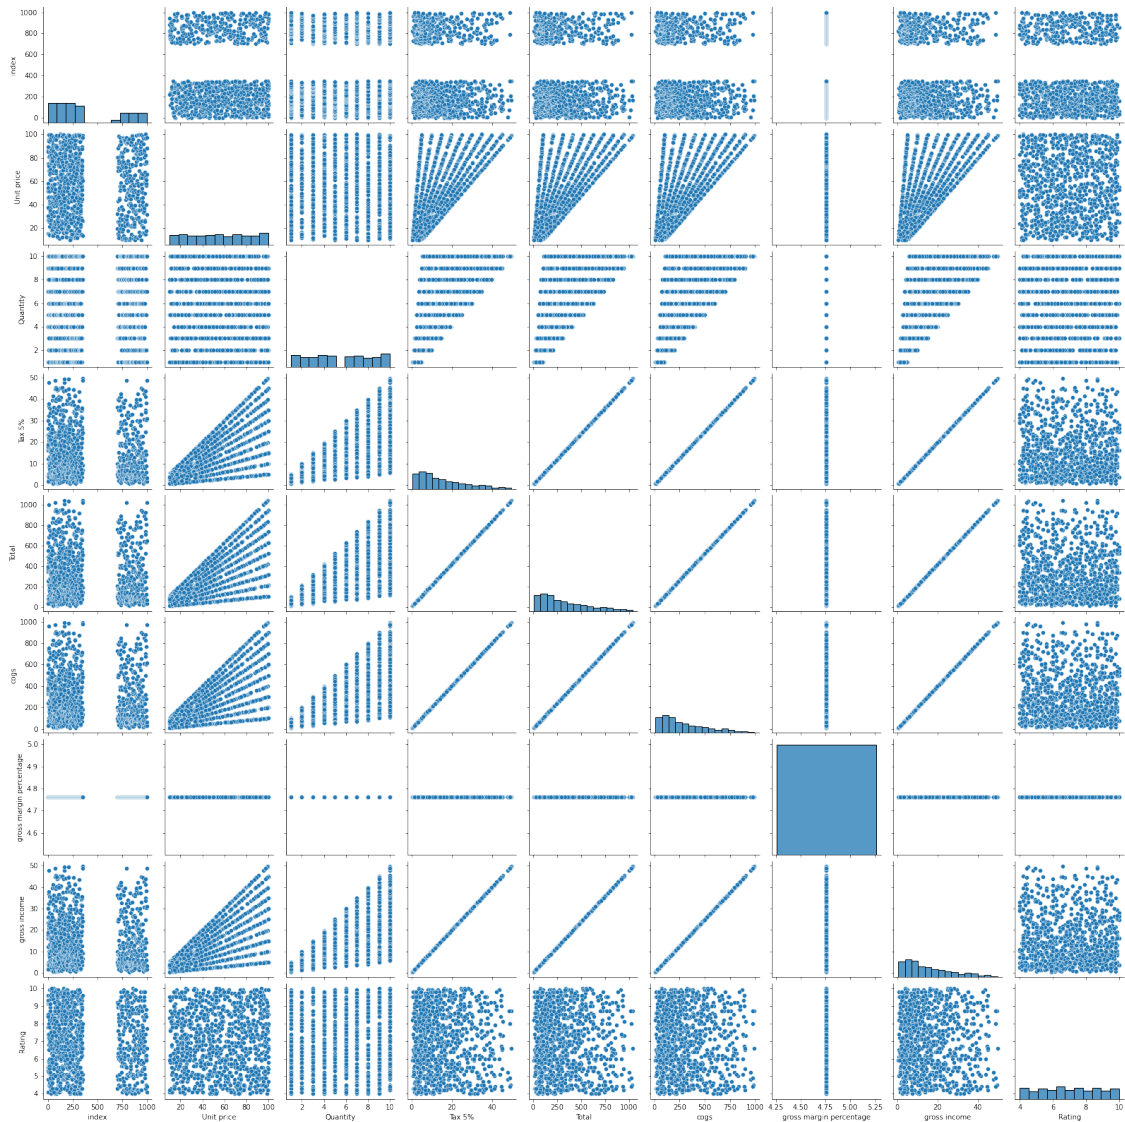 1000
800
600
400
200
0
index
100
80
60
40
20
Unit price
10
8
6
4
2
Quantity
50
40
30
20
10
0
Tax 5%
1000
800
600
400
200
0
Total
1000
800
600
400
200
0
cogs
5.0
4.9
4.8
4.7
4.6
gross margin percentage
50
40
30
20
10
0
gross income
10
9
8
7
6
5
4
Rating
0 250 500 750 1000
index
20 40 60 80 100
Unit price
2 4 6 8 10
Quantity
0 20 40
Tax 5%
0 250 500 750 1000
Total
0 250 500 750 1000
cogs
4.25 4.50 4.75 5.00 5.25
gross margin percentage
0 20 40
gross income
4 6 8 10
Rating